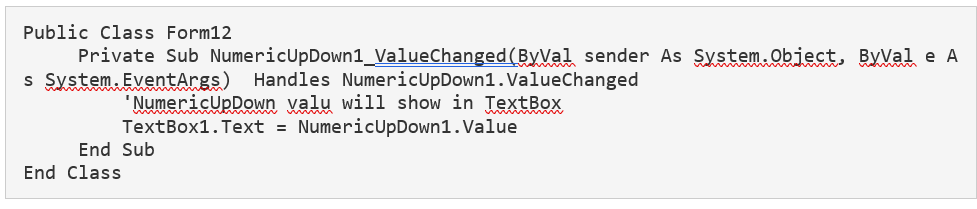 Public Class Form12
     Private Sub NumericUpDown1_ValueChanged(ByVal sender As System.Object, ByVal e A
s System.EventArgs)  Handles NumericUpDown1.ValueChanged
         'NumericUpDown valu will show in TextBox
         TextBox1.Text = NumericUpDown1.Value
     End Sub
End Class